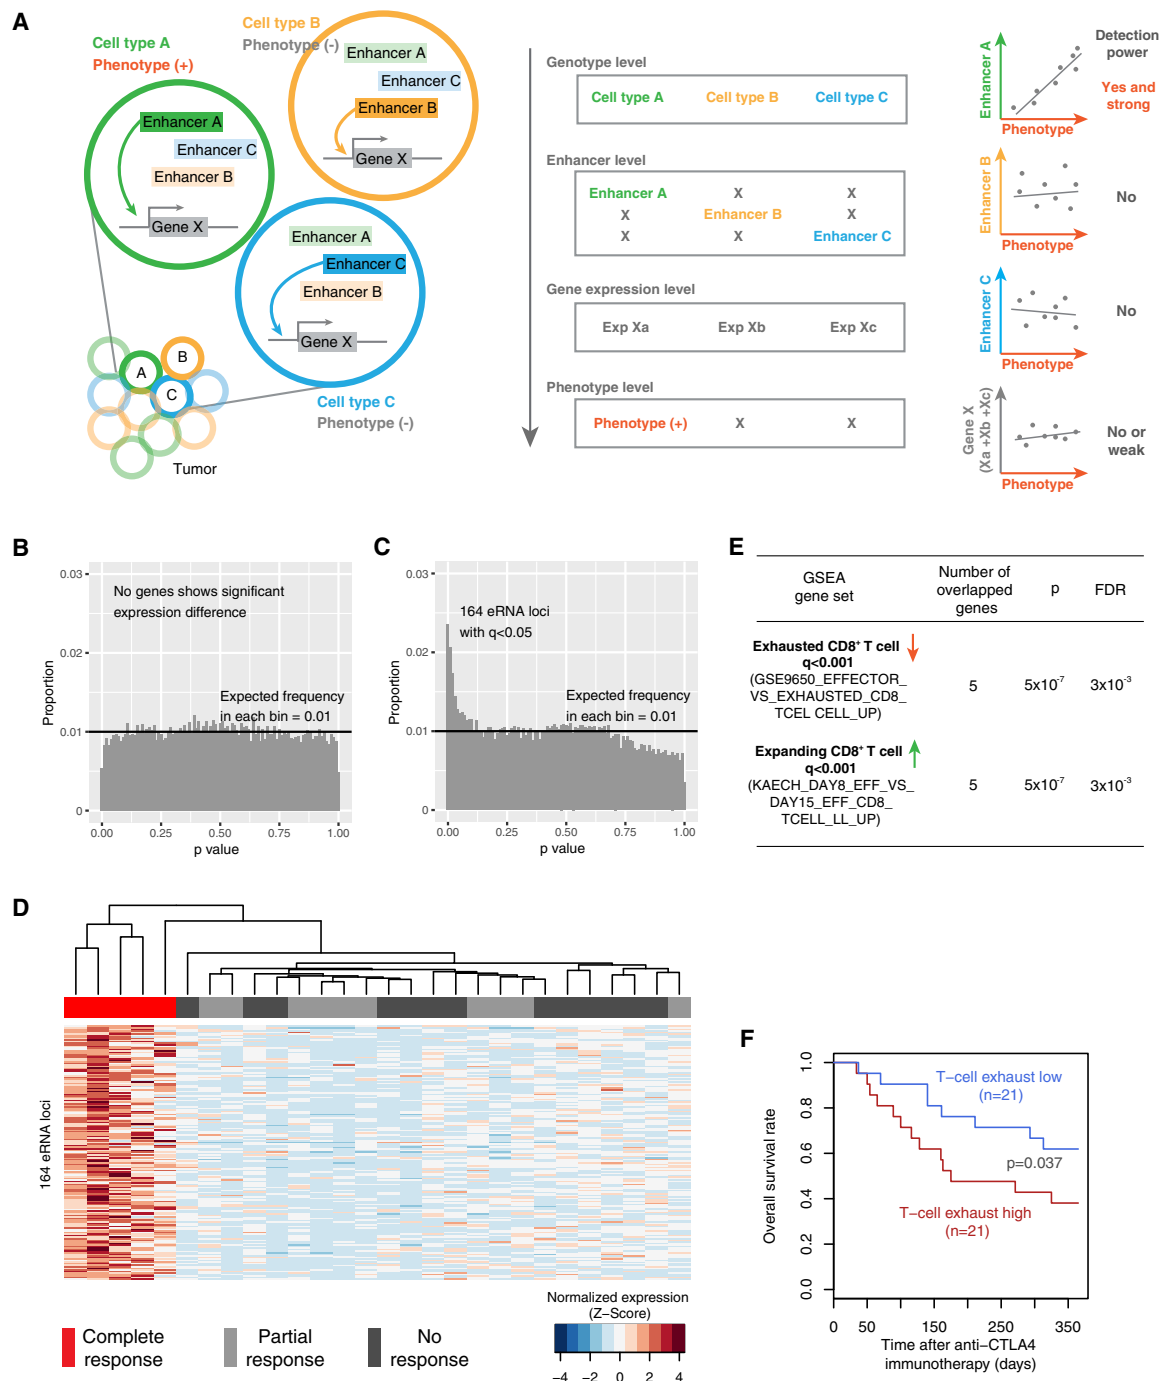 A
Cell type A
Phenotype (+)
Enhancer A
Enhancer C
Enhancer B
Gene X
Cell type B
Phenotype (-)
Enhancer A
Enhancer C
Enhancer B
Gene X
Enhancer A
Enhancer C
Enhancer B
Gene X
Cell type C
Phenotype (-)
A
B
C
Tumor
Genotype level
Cell type A Cell type B Cell type C
Enhancer level
Enhancer A X X
X Enhancer B X
X X Enhancer C
Gene expression level
Exp Xa Exp Xb Exp Xc
Phenotype level
Phenotype (+) X X
Detection
power
Enhancer A
Phenotype
Yes and
strong
Enhancer B
Phenotype
No
Enhancer C
Phenotype
No
Gene X
(Xa +Xb +Xc)
Phenotype
No or
weak
B
Proportion
0.03
0.02
0.01
0
No genes shows significant
expression difference
Expected frequency
in each bin = 0.01
0.00 0.25 0.50 0.75 1.00
p value
C
Proportion
0.03
0.02
0.01
0
164 eRNA loci
with q<0.05
Expected frequency
in each bin = 0.01
0.00 0.25 0.50 0.75 1.00
p value
E
GSEA
gene set
Number of
overlapped
genes
p
FDR
Exhausted CD8⁺ T cell
q<0.001
(GSE9650_EFFECTOR_
VS_EXHAUSTED_CD8_
TCEL CELL_UP)
5 5x10⁻⁷ 3x10⁻³
Expanding CD8⁺ T cell
q<0.001
(KAECH_DAY8_EFF_VS_
DAY15_EFF_CD8_
TCELL_LL_UP)
5 5x10⁻⁷ 3x10⁻³
D
164 eRNA loci
Complete
response
Partial
response
No
response
Normalized expression
(Z−Score)
−4 −2 0 2 4
F
Overall survival rate
1.0
0.8
0.6
0.4
0.2
0.0
T−cell exhaust low
(n=21)
p=0.037
T−cell exhaust high
(n=21)
0 50 150 250 350
Time after anti−CTLA4
immunotherapy (days)